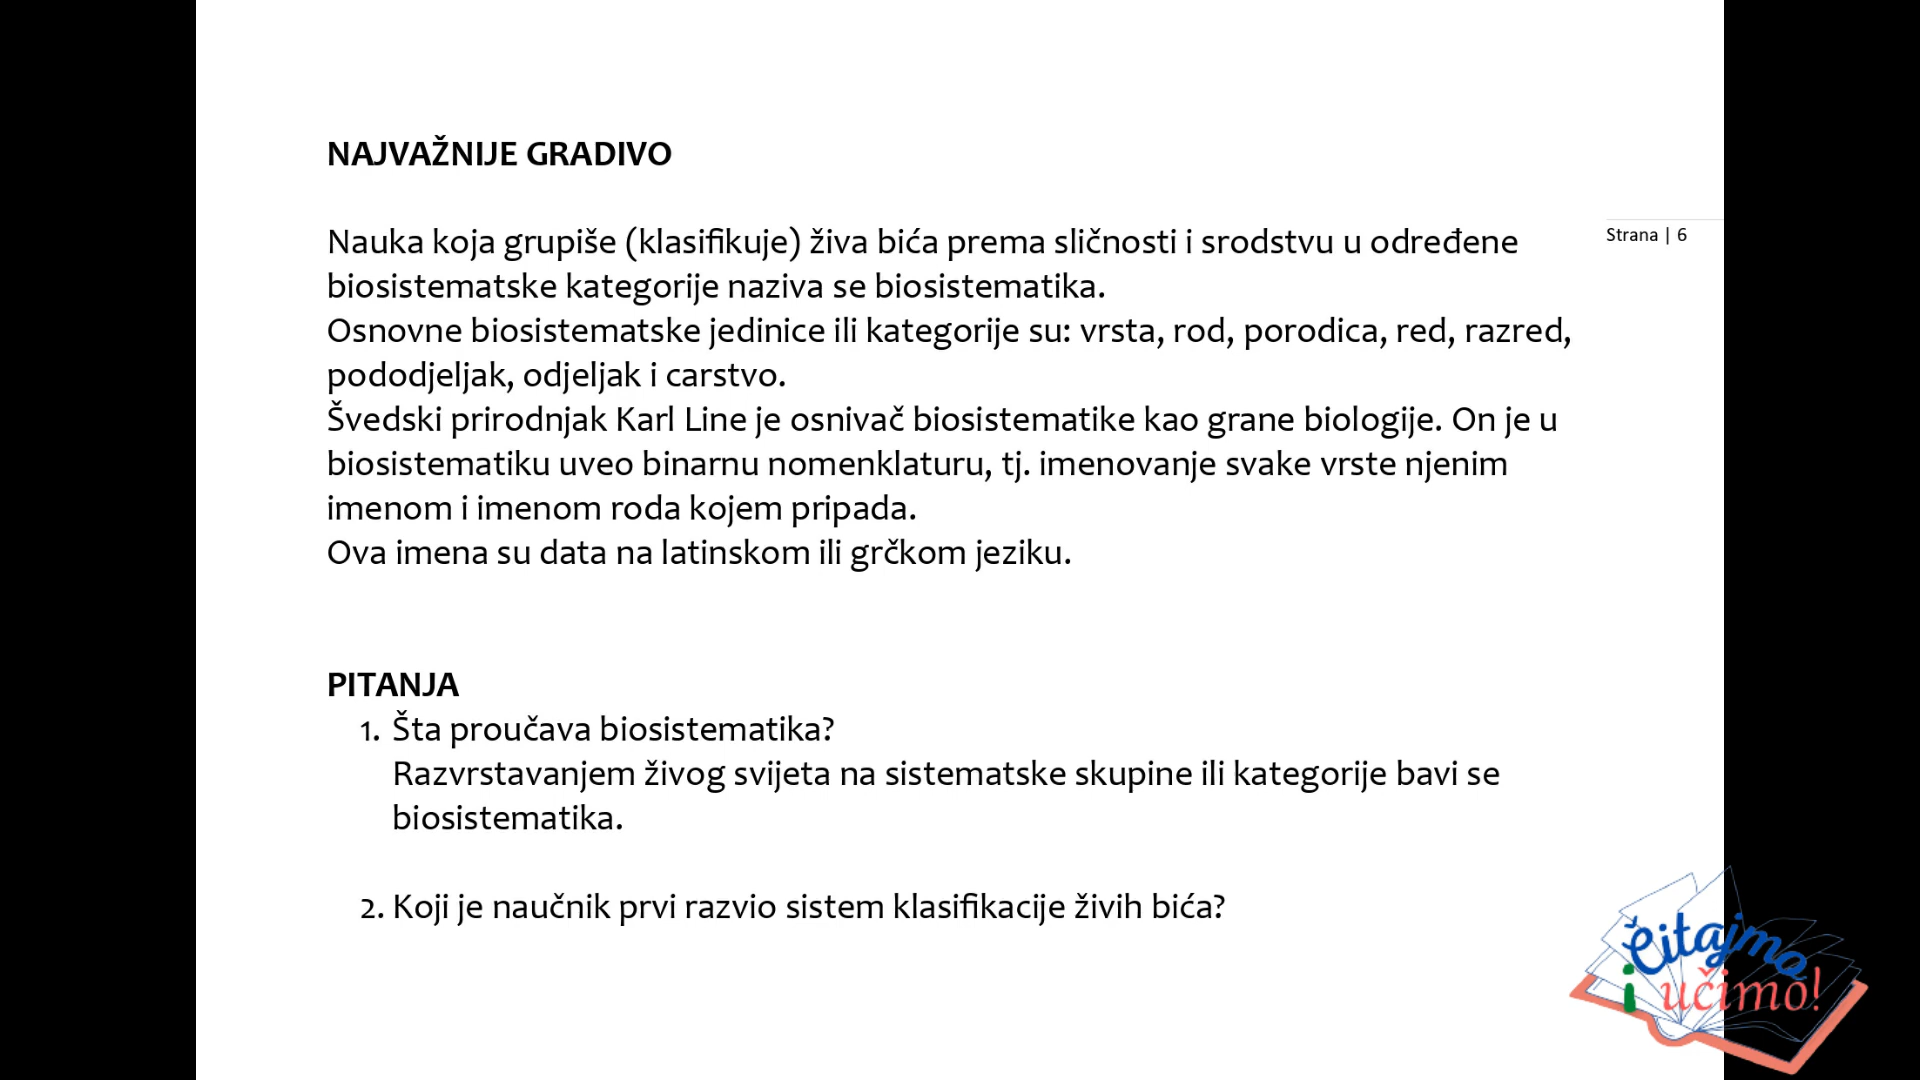 NAJVAŽNIJE GRADIVO
Strana | 6
Nauka koja grupiše (klasifikuje) živa bića prema sličnosti i srodstvu u određene
biosistematske kategorije naziva se biosistematika.
Osnovne biosistematske jedinice ili kategorije su: vrsta, rod, porodica, red, razred,
pododjeljak, odjeljak i carstvo.
Švedski prirodnjak Karl Line je osnivač biosistematike kao grane biologije. On je u
biosistematiku uveo binarnu nomenklaturu, tj. imenovanje svake vrste njenim
imenom i imenom roda kojem pripada.
Ova imena su data na latinskom ili grčkom jeziku.
PITANJA
1. Šta proučava biosistematika?
Razvrstavanjem živog svijeta na sistematske skupine ili kategorije bavi se
biosistematika.
2. Koji je naučnik prvi razvio sistem klasifikacije živih bića?
Čitajmo
i učimo!